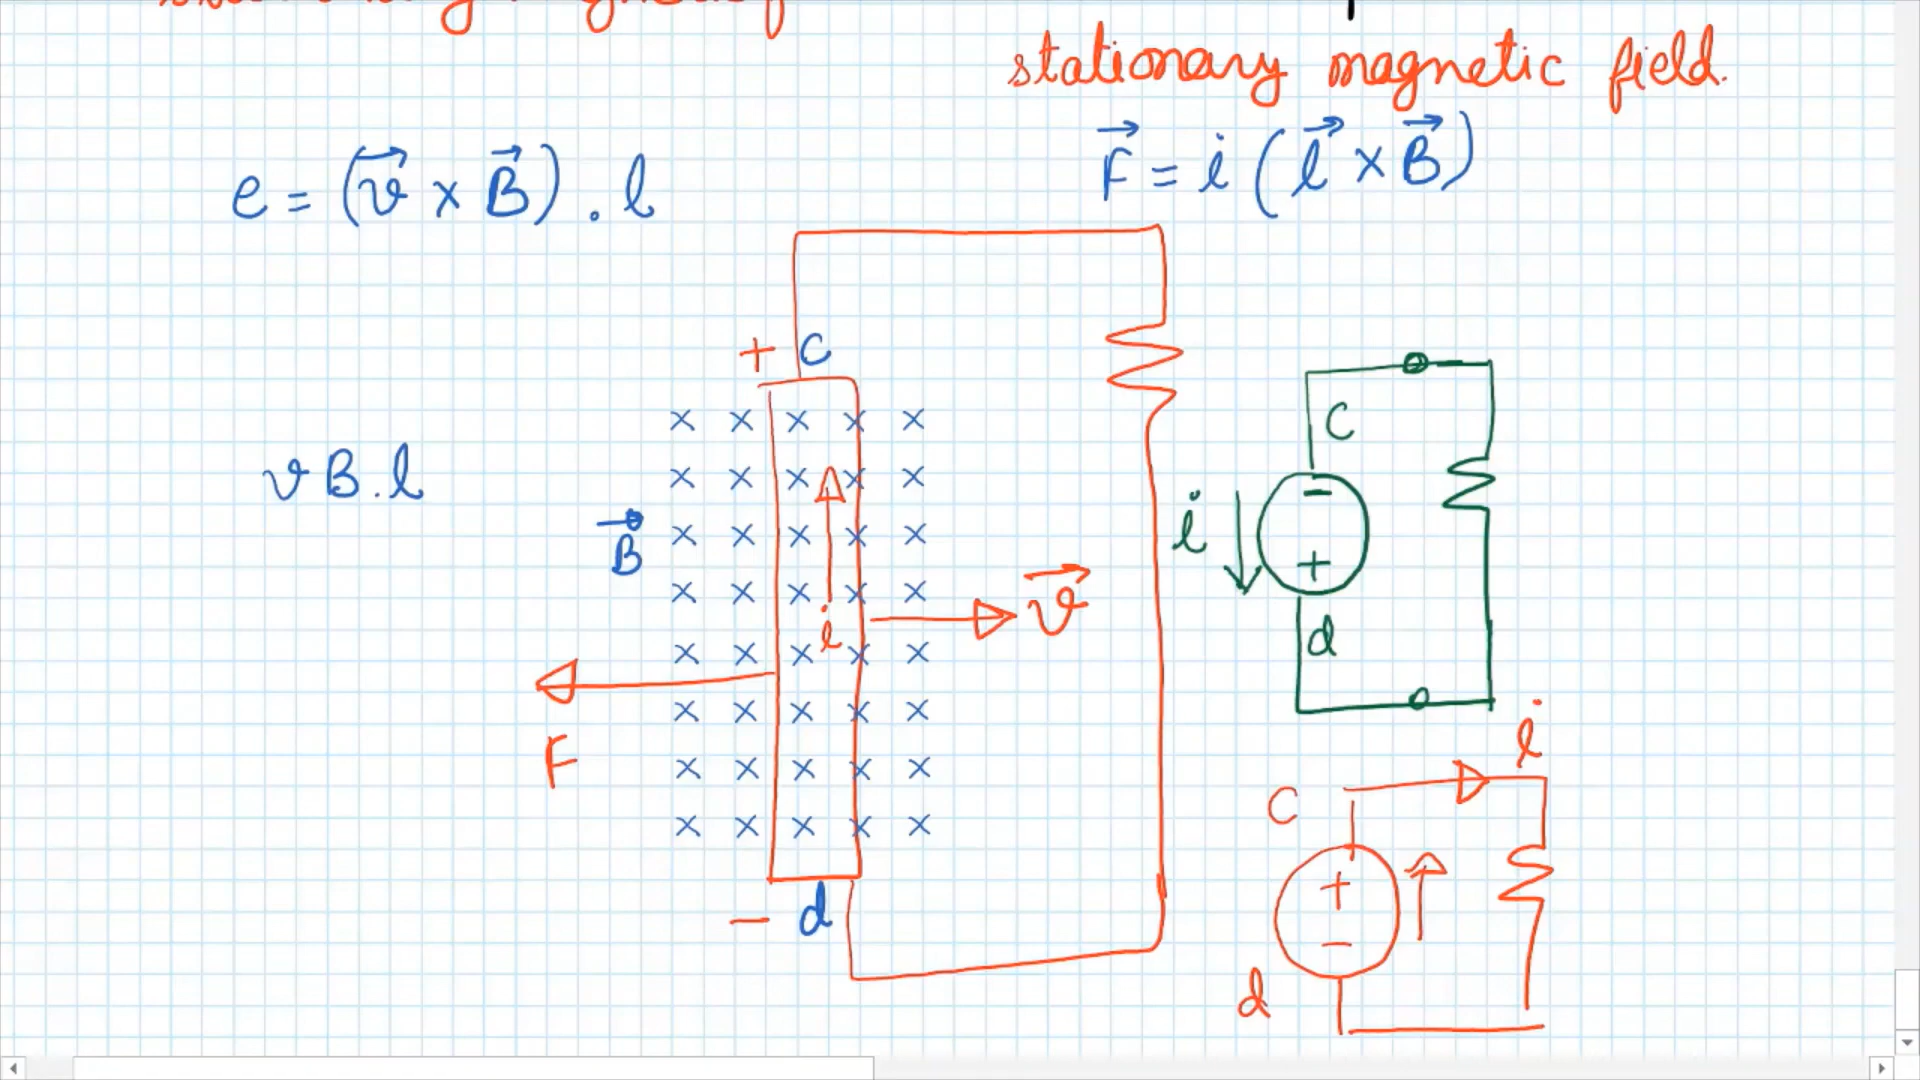 stationary magnetic field.
e = (v⃗ × B⃗) . l
F⃗ = i (l⃗ × B⃗)
+ C
C
v B . l
i
−
+
B⃗
i
v⃗
d
F
i
C
+
−
− d
d